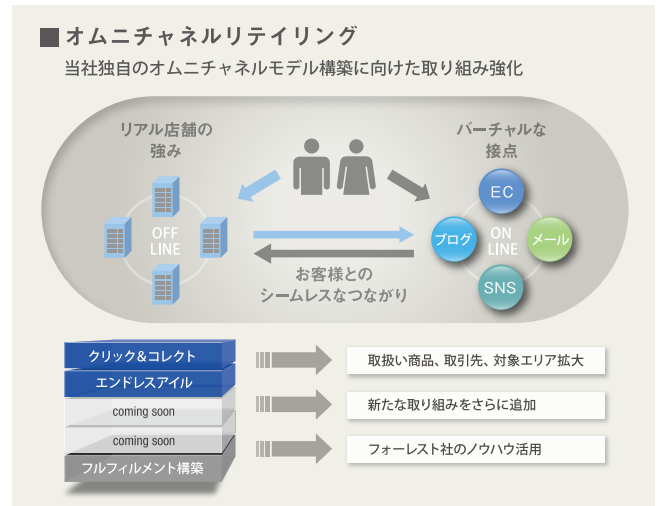 ■オムニチャネルリテイリング
当社独自のオムニチャネルモデル構築に向けた取り組み強化
リアル店舗の
強み
バーチャルな
接点
OFF
LINE
EC
ブログ
ON
LINE
メール
SNS
お客様との
シームレスなつながり
クリック&コレクト
取扱い商品、取引先、対象エリア拡大
エンドレスアイル
coming soon
新たな取り組みをさらに追加
coming soon
フルフィルメント構築
フォーレスト社のノウハウ活用